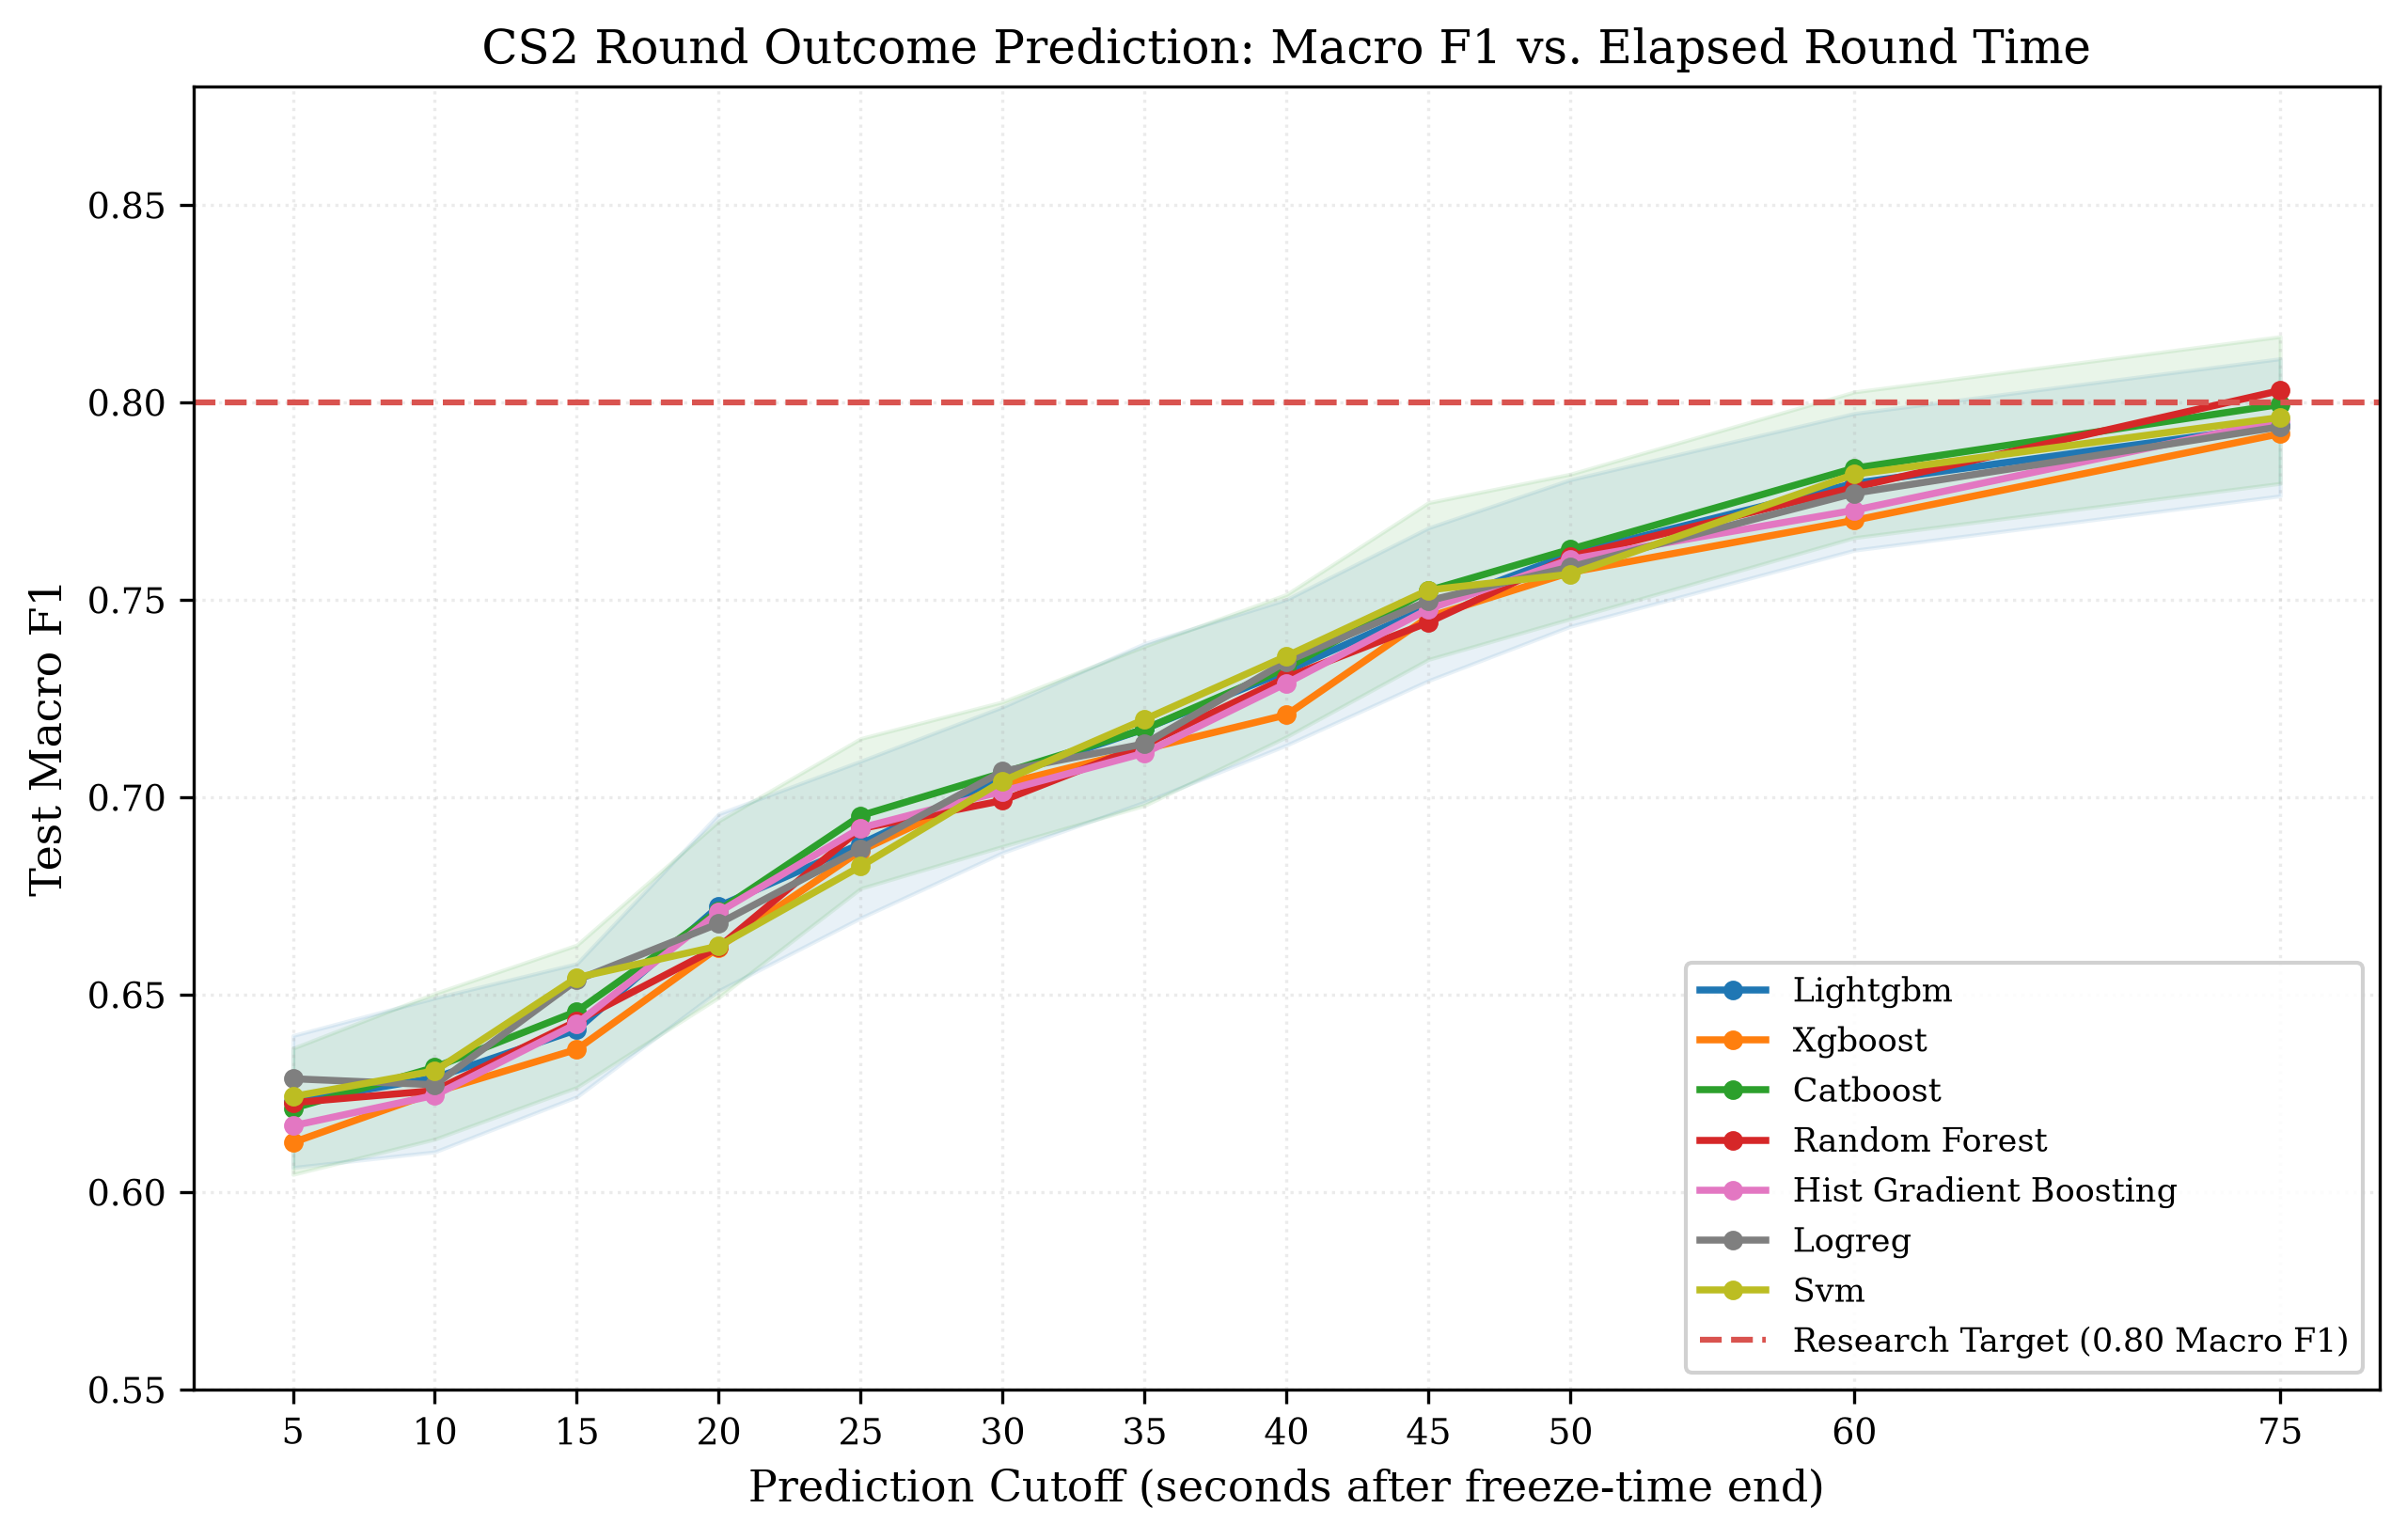 CS2 Round Outcome Prediction: Macro F1 vs. Elapsed Round Time
Test Macro F1
0.85
0.80
0.75
0.70
0.65
0.60
0.55
Lightgbm
Xgboost
Catboost
Random Forest
Hist Gradient Boosting
Logreg
Svm
Research Target (0.80 Macro F1)
5 10 15 20 25 30 35 40 45 50 60 75
Prediction Cutoff (seconds after freeze-time end)